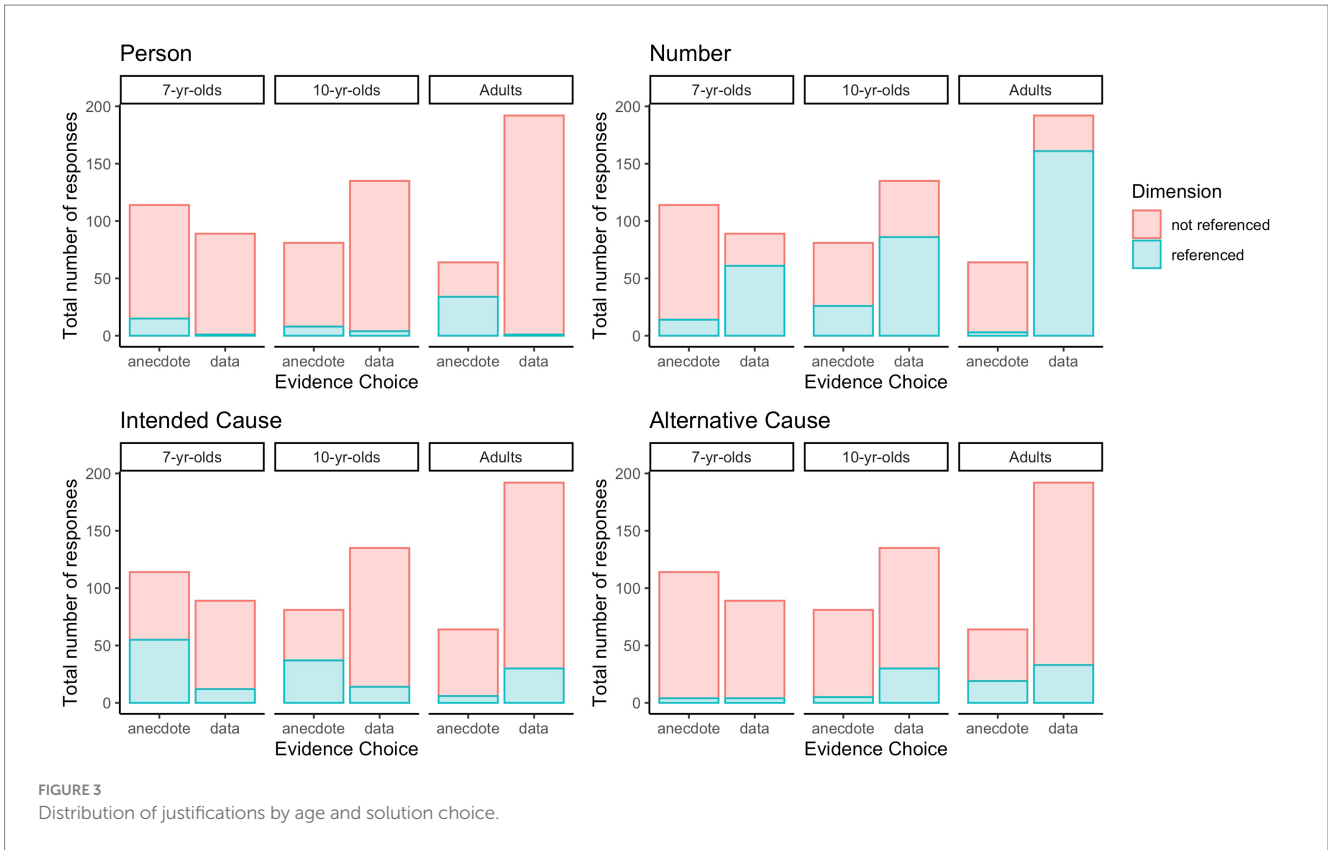 Person
7-yr-olds 10-yr-olds Adults
Total number of responses
200
150
100
50
0
anecdote data anecdote data anecdote data
Evidence Choice
Number
7-yr-olds 10-yr-olds Adults
Total number of responses
200
150
100
50
0
anecdote data anecdote data anecdote data
Evidence Choice
Dimension
not referenced
referenced
Intended Cause
7-yr-olds 10-yr-olds Adults
Total number of responses
200
150
100
50
0
anecdote data anecdote data anecdote data
Evidence Choice
Alternative Cause
7-yr-olds 10-yr-olds Adults
Total number of responses
200
150
100
50
0
anecdote data anecdote data anecdote data
Evidence Choice
FIGURE 3
Distribution of justifications by age and solution choice.